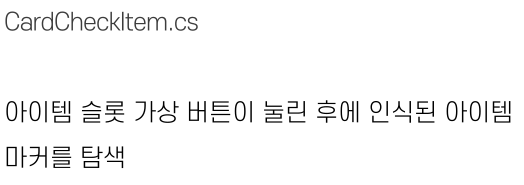 CardCheckItem.cs
아이템 슬롯 가상 버튼이 눌린 후에 인식된 아이템
마커를 탐색